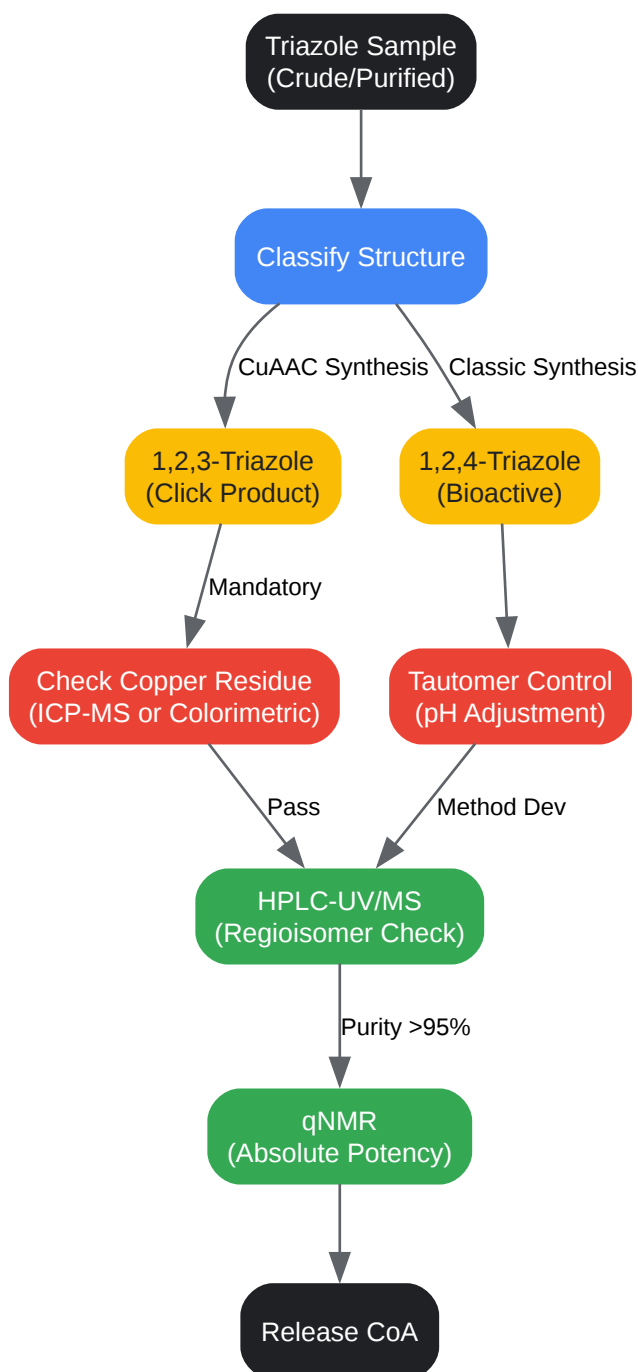 Triazole Sample
(Crude/Purified)
Classify Structure
CuAAC Synthesis
Classic Synthesis
1,2,3-Triazole
(Click Product)
1,2,4-Triazole
(Bioactive)
Mandatory
Check Copper Residue
(ICP-MS or Colorimetric)
Tautomer Control
(pH Adjustment)
Pass
Method Dev
HPLC-UV/MS
(Regioisomer Check)
Purity >95%
qNMR
(Absolute Potency)
Release CoA